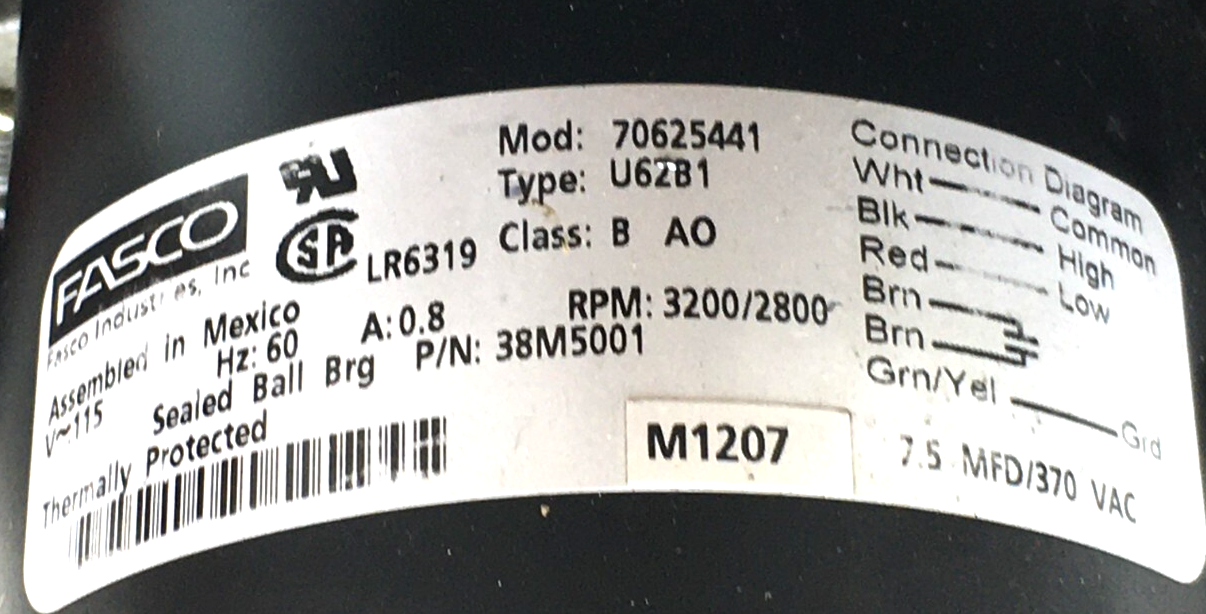 FASCO
Fasco Industries, Inc
Assembled in Mexico
V~115 Hz: 60 A: 0.8 RPM: 3200/2800
Sealed Ball Brg P/N: 38M5001
Thermally Protected
SA LR6319
Mod: 70625441
Type: U62B1
Class: B AO
M1207
Connection Diagram
Wht Common
Blk High
Red Low
Brn
Brn
Grn/Yel Grd
7.5 MFD/370 VAC